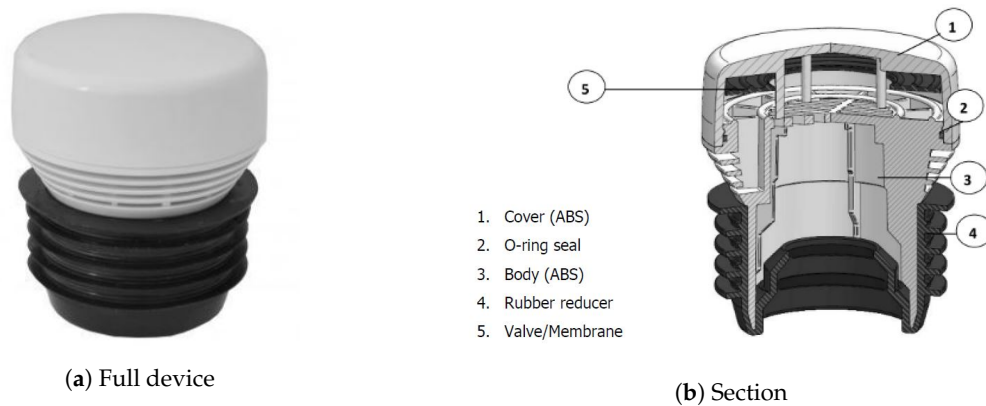 1
5
2
3
4
1. Cover (ABS)
2. O-ring seal
3. Body (ABS)
4. Rubber reducer
5. Valve/Membrane
(a) Full device
(b) Section